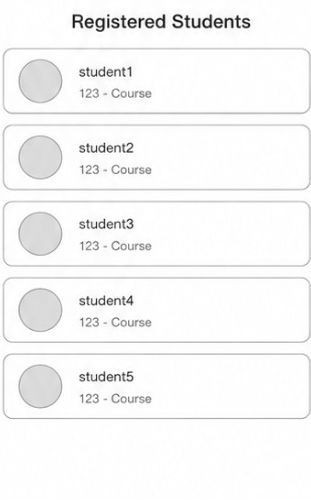 Registered Students
student1
123 - Course
student2
123 - Course
student3
123 - Course
student4
123 - Course
student5
123 - Course